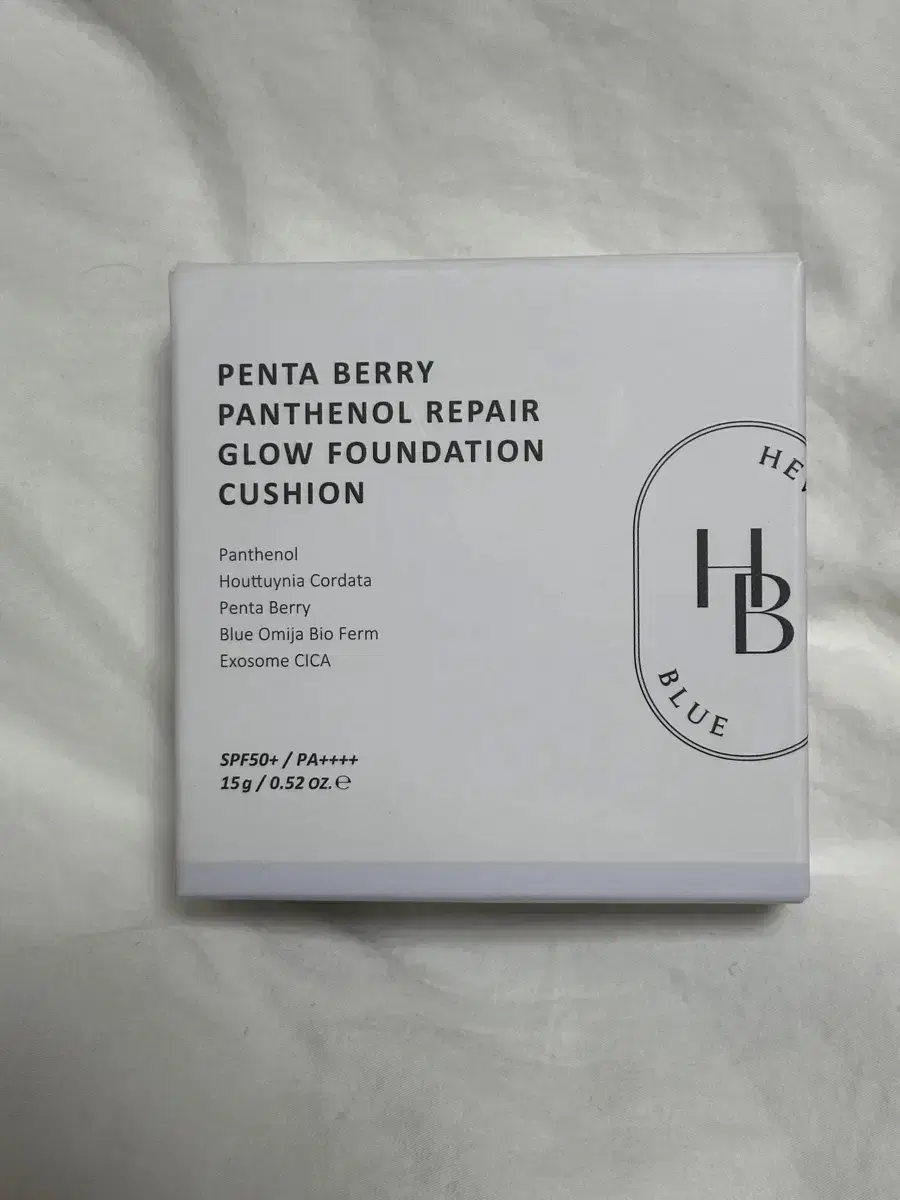 PENTA BERRY
PANTHENOL REPAIR
GLOW FOUNDATION
CUSHION
Panthenol
Houttuynia Cordata
Penta Berry
Blue Omija Bio Ferm
Exosome CICA
SPF50+ / PA++++
15g / 0.52 OZ.℮
HB
BLUE